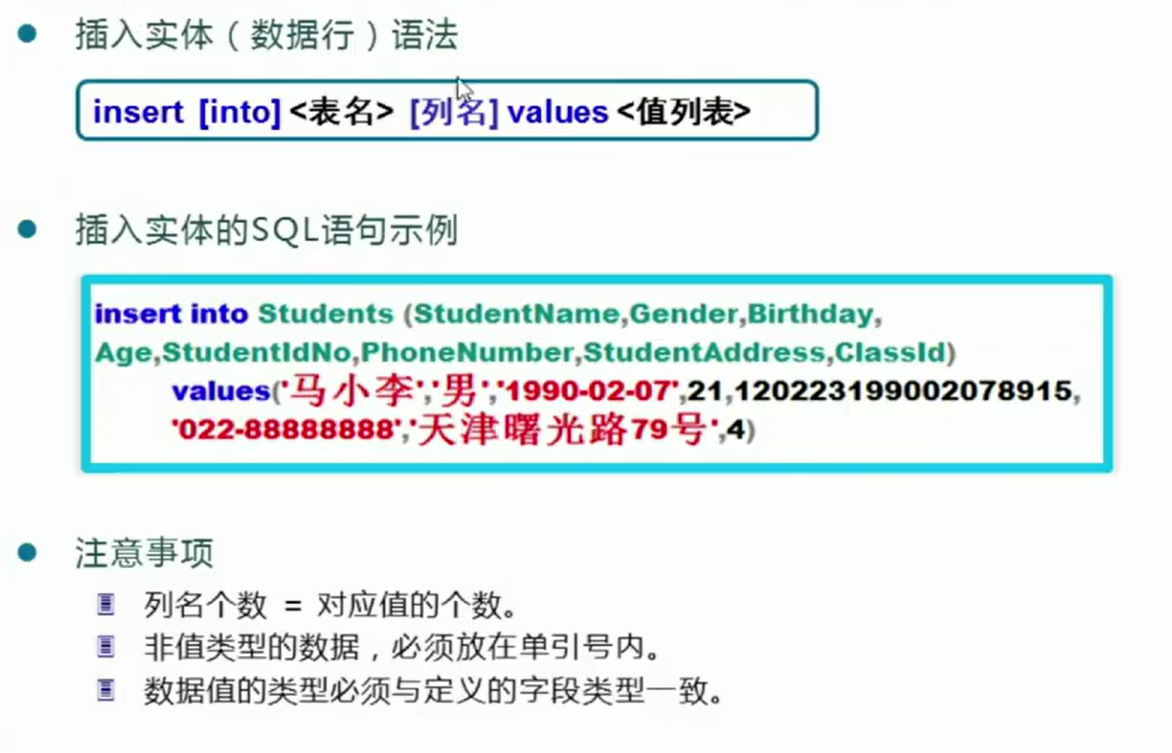 插入实体（数据行）语法
insert [into] <表名> [列名] values <值列表>
插入实体的SQL语句示例
insert into Students (StudentName,Gender,Birthday,
Age,StudentIdNo,PhoneNumber,StudentAddress,ClassId)
values('马小李','男','1990-02-07',21,120223199002078915,
'022-88888888','天津曙光路79号',4)
注意事项
列名个数 = 对应值的个数。
非值类型的数据，必须放在单引号内。
数据值的类型必须与定义的字段类型一致。